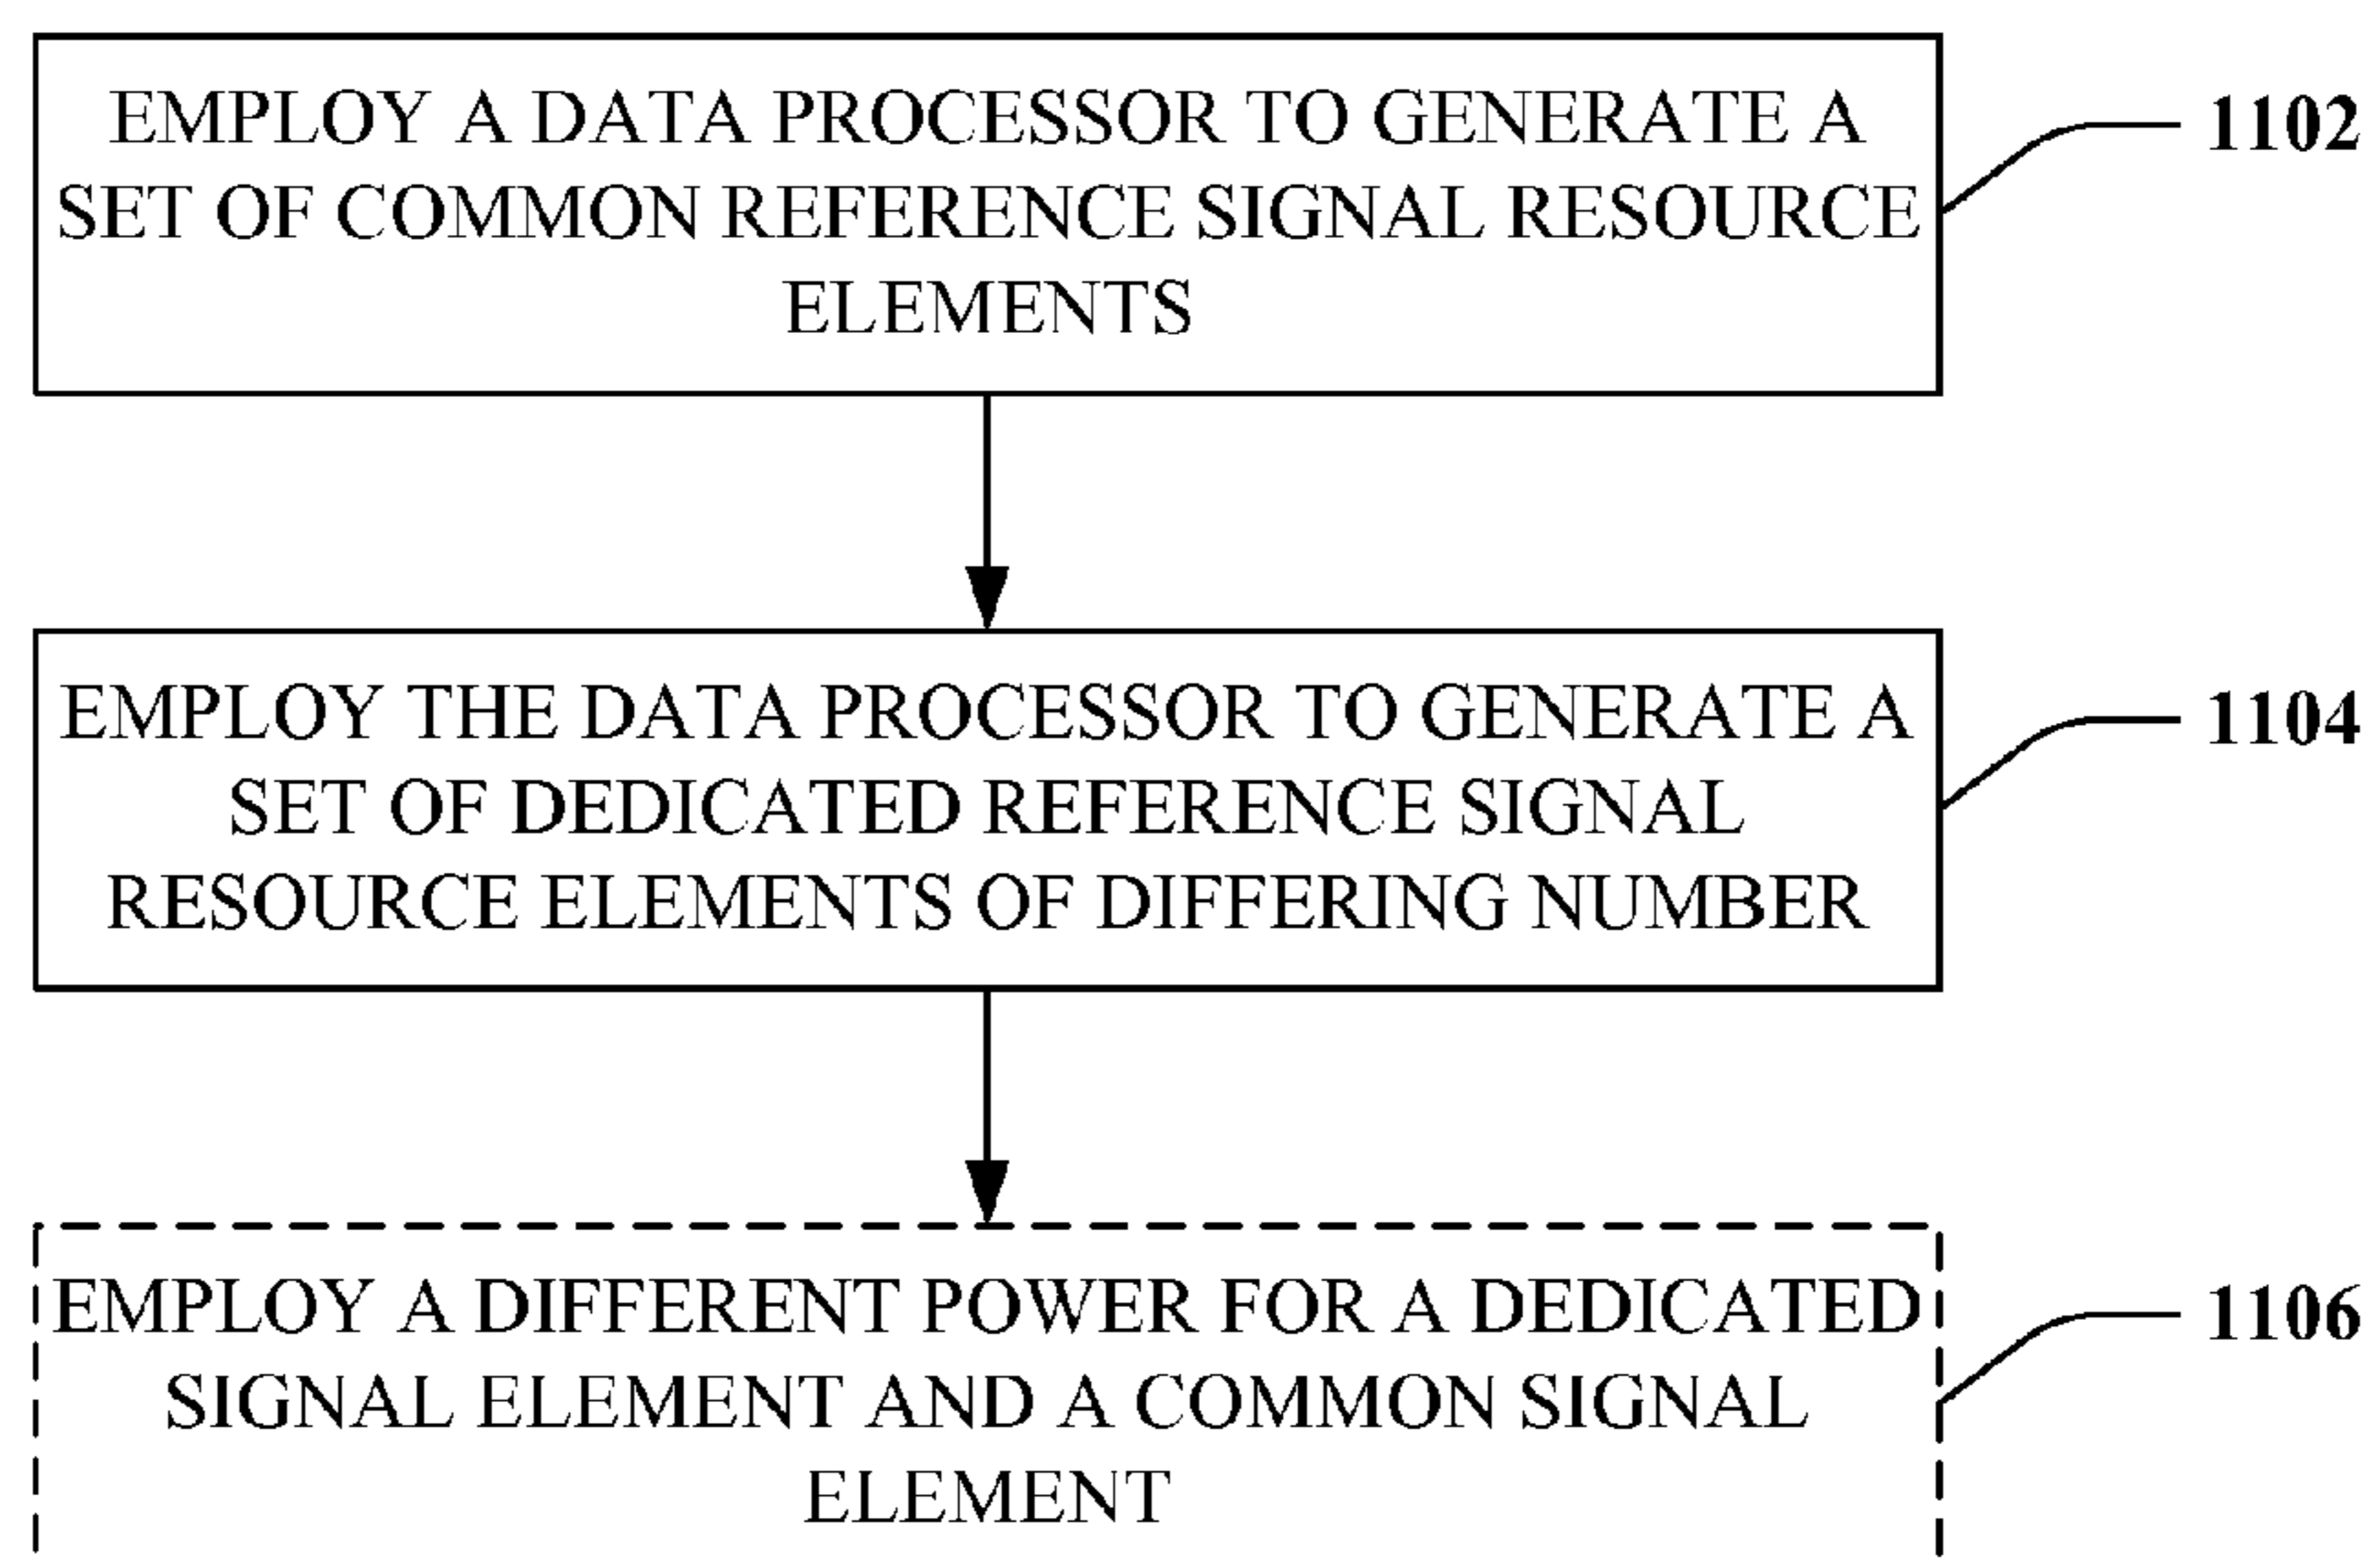 EMPLOY A DATA PROCESSOR TO GENERATE A
SET OF COMMON REFERENCE SIGNAL RESOURCE
ELEMENTS
1102
EMPLOY THE DATA PROCESSOR TO GENERATE A
SET OF DEDICATED REFERENCE SIGNAL
RESOURCE ELEMENTS OF DIFFERING NUMBER
1104
EMPLOY A DIFFERENT POWER FOR A DEDICATED
SIGNAL ELEMENT AND A COMMON SIGNAL
ELEMENT
1106